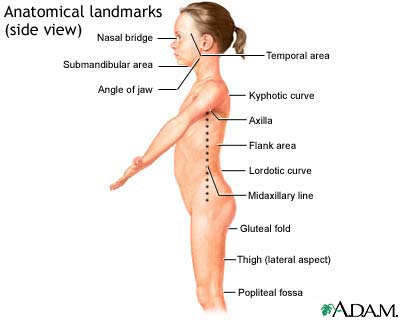 Anatomical landmarks
(side view)
Nasal bridge
Temporal area
Submandibular area
Angle of jaw
Kyphotic curve
Axilla
Flank area
Lordotic curve
Midaxillary line
Gluteal fold
Thigh (lateral aspect)
Popliteal fossa
A.D.A.M.